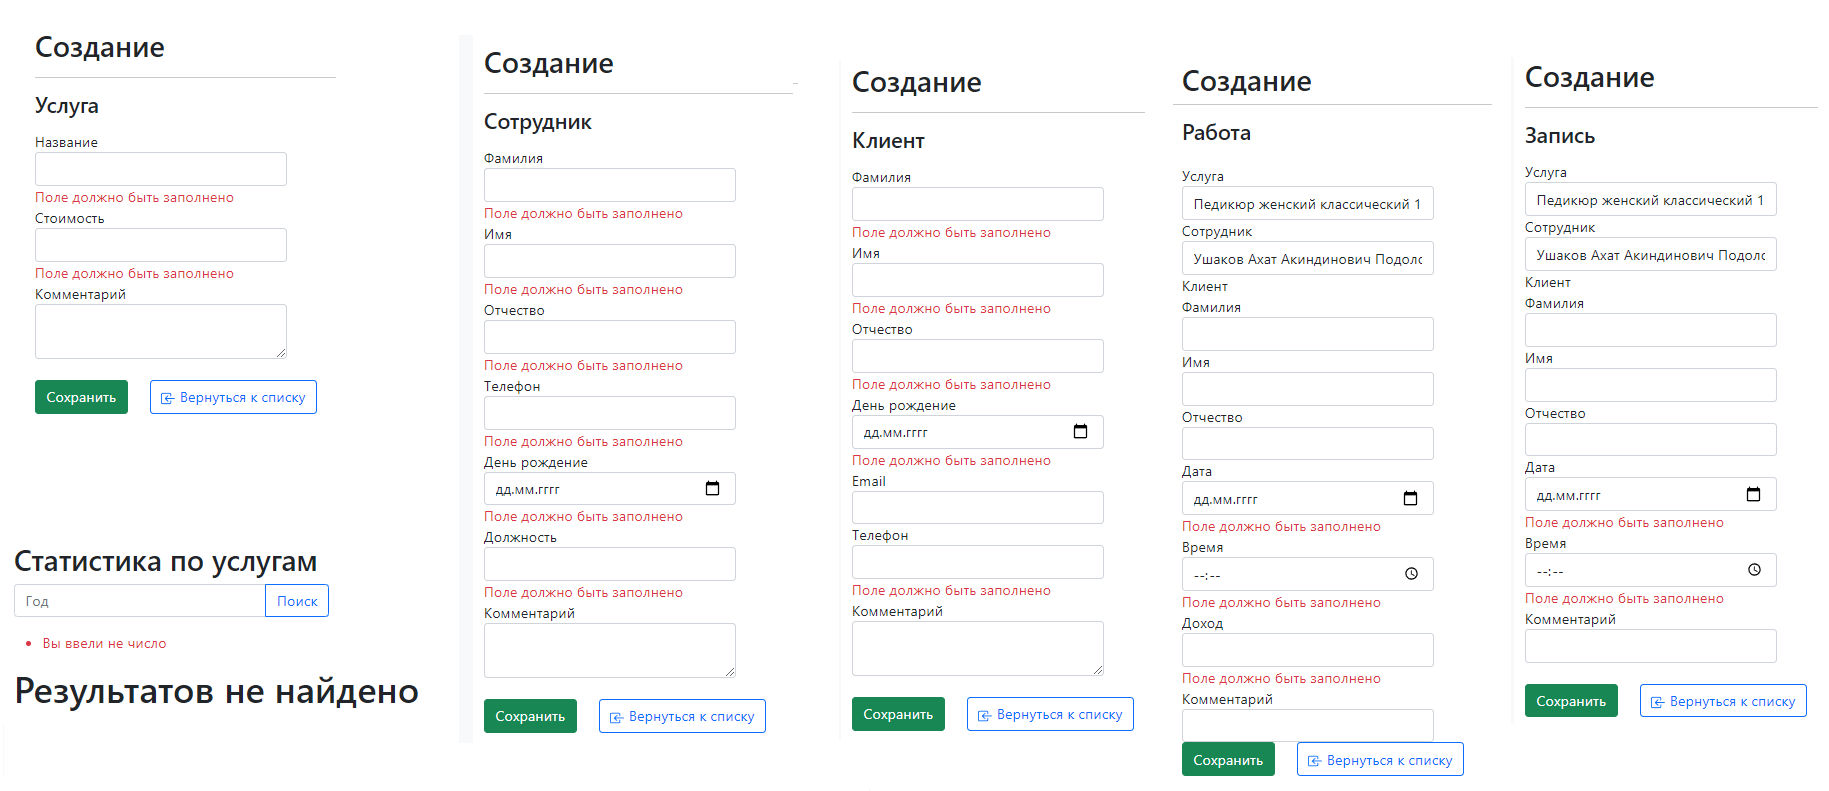 Создание
Услуга
Название
Поле должно быть заполнено
Стоимость
Поле должно быть заполнено
Комментарий
Сохранить
Вернуться к списку
Статистика по услугам
Год
Поиск
Вы ввели не число
Результатов не найдено
Создание
Сотрудник
Фамилия
Поле должно быть заполнено
Имя
Поле должно быть заполнено
Отчество
Поле должно быть заполнено
Телефон
Поле должно быть заполнено
День рождение
дд.мм.гггг
Поле должно быть заполнено
Должность
Поле должно быть заполнено
Комментарий
Сохранить
Вернуться к списку
Создание
Клиент
Фамилия
Поле должно быть заполнено
Имя
Поле должно быть заполнено
Отчество
Поле должно быть заполнено
День рождение
дд.мм.гггг
Поле должно быть заполнено
Email
Телефон
Поле должно быть заполнено
Комментарий
Сохранить
Вернуться к списку
Создание
Работа
Услуга
Педикюр женский классический 1
Сотрудник
Ушаков Ахат Акиндинович Подоло
Клиент
Фамилия
Имя
Отчество
Дата
дд.мм.гггг
Поле должно быть заполнено
Время
--:--
Поле должно быть заполнено
Доход
Поле должно быть заполнено
Комментарий
Сохранить
Вернуться к списку
Создание
Запись
Услуга
Педикюр женский классический 1
Сотрудник
Ушаков Ахат Акиндинович Подоло
Клиент
Фамилия
Имя
Отчество
Дата
дд.мм.гггг
Поле должно быть заполнено
Время
--:--
Поле должно быть заполнено
Комментарий
Сохранить
Вернуться к списку